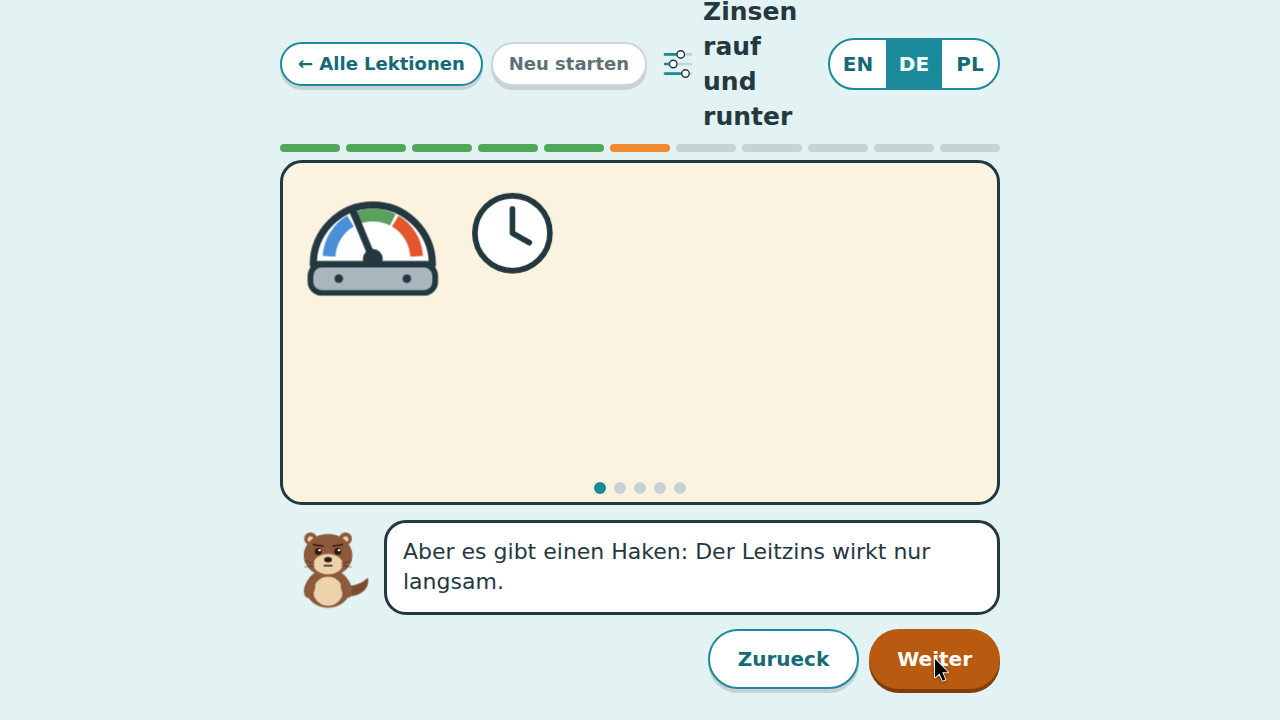 ← Alle Lektionen
Neu starten
Zinsen
rauf
und
runter
EN
DE
PL
Aber es gibt einen Haken: Der Leitzins wirkt nur
langsam.
Zurueck
Weiter